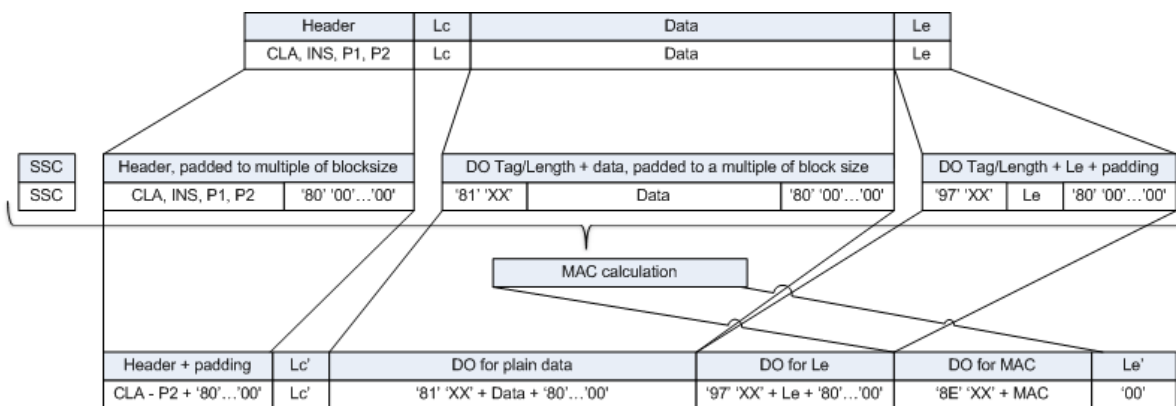 Header Lc Data Le
CLA, INS, P1, P2 Lc Data Le
SSC Header, padded to multiple of blocksize DO Tag/Length + data, padded to a multiple of block size DO Tag/Length + Le + padding
SSC CLA, INS, P1, P2 ‘80’ ‘00’…’00’ ‘81’ ‘XX’ Data ‘80’ ‘00’…’00’ ‘97’ ‘XX’ Le ‘80’ ‘00’…’00’
MAC calculation
Header + padding Lc’ DO for plain data DO for Le DO for MAC Le’
CLA - P2 + ‘80’…’00’ Lc’ ‘81’ ‘XX’ + Data + ‘80’…’00’ ‘97’ ‘XX’ + Le + ‘80’…’00’ ‘8E’ ‘XX’ + MAC ‘00’